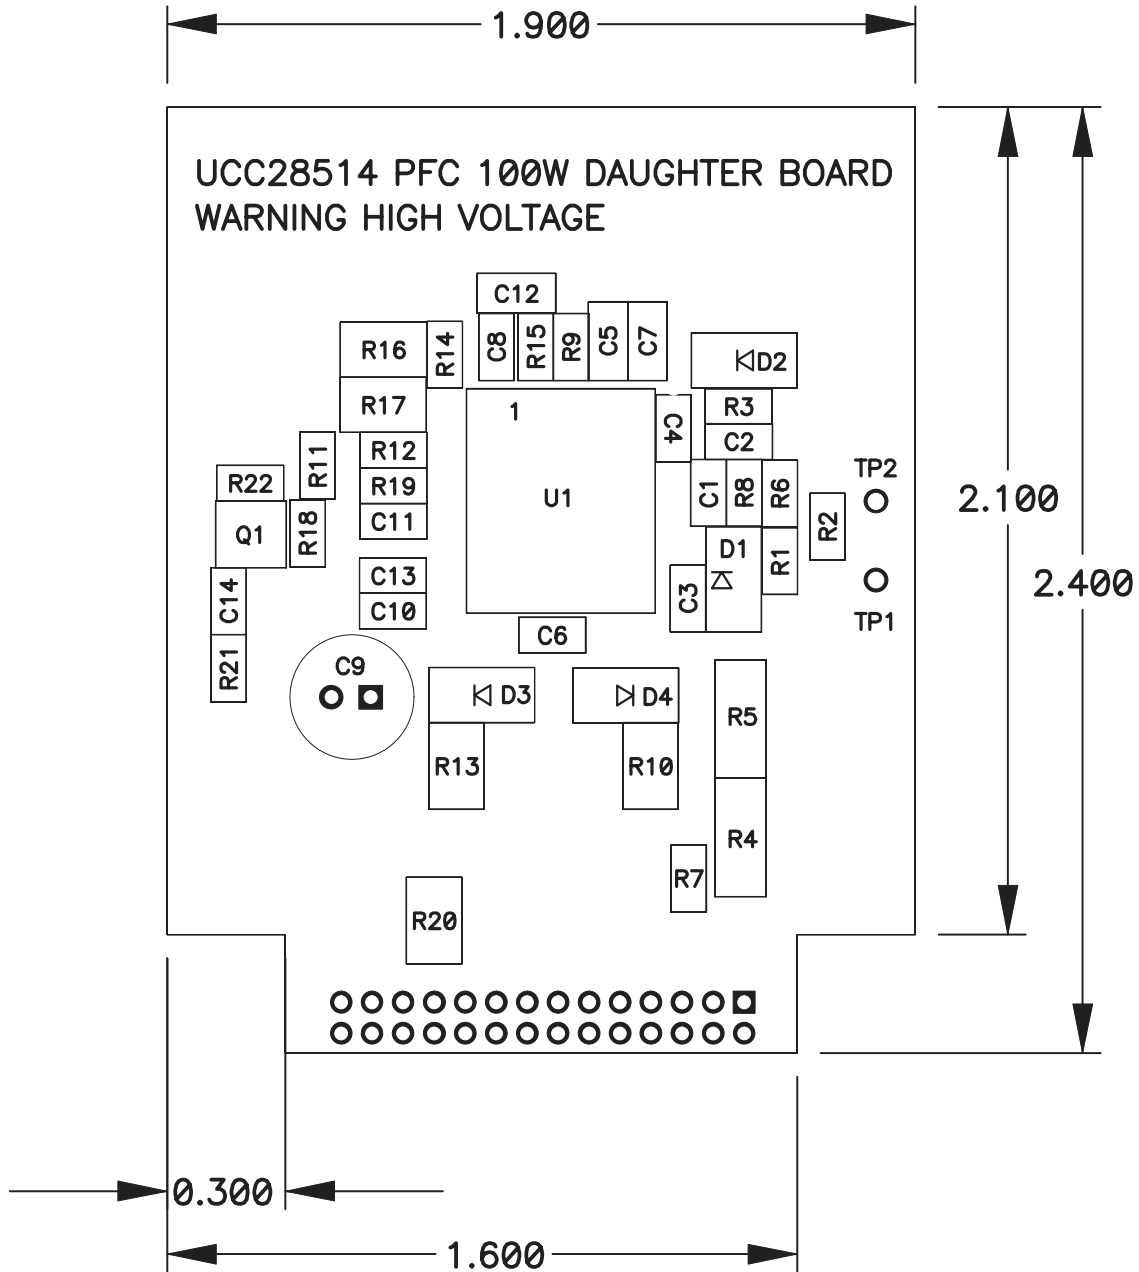 1.900
UCC28514 PFC 100W DAUGHTER BOARD
WARNING HIGH VOLTAGE
C12
R16
R14
C8
R15
R9
C5
C7
D2
R17
1
C4
R3
C2
R11
R12
R22
R19
C11
Q1
R18
U1
C1
R8
R6
R2
TP2
2.100
D1
R1
C14
C13
C10
C3
TP1
2.400
C6
R21
C9
D3
D4
R5
R13
R10
R4
R7
R20
0.300
1.600